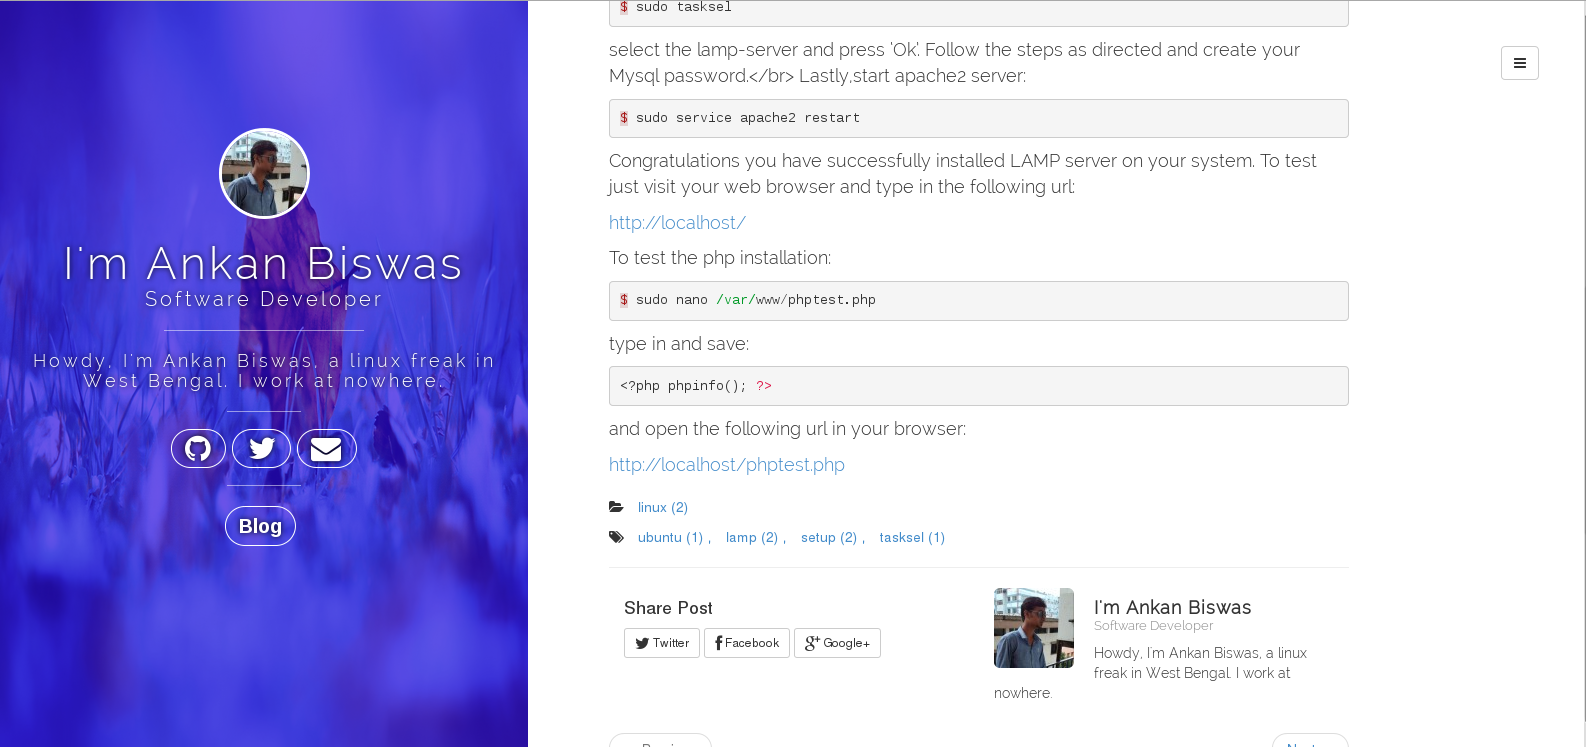 I'm Ankan Biswas
Software Developer
Howdy, I'm Ankan Biswas, a linux freak in
West Bengal. I work at nowhere.
Blog
$ sudo tasksel
select the lamp-server and press 'Ok'. Follow the steps as directed and create your
Mysql password.</br> Lastly,start apache2 server:
$ sudo service apache2 restart
Congratulations you have successfully installed LAMP server on your system. To test
just visit your web browser and type in the following url:
http://localhost/
To test the php installation:
$ sudo nano /var/www/phptest.php
type in and save:
<?php phpinfo(); ?>
and open the following url in your browser:
http://localhost/phptest.php
linux (2)
ubuntu (1) , lamp (2) , setup (2) , tasksel (1)
Share Post
Twitter Facebook Google+
I'm Ankan Biswas
Software Developer
Howdy, I'm Ankan Biswas, a linux
freak in West Bengal. I work at
nowhere.